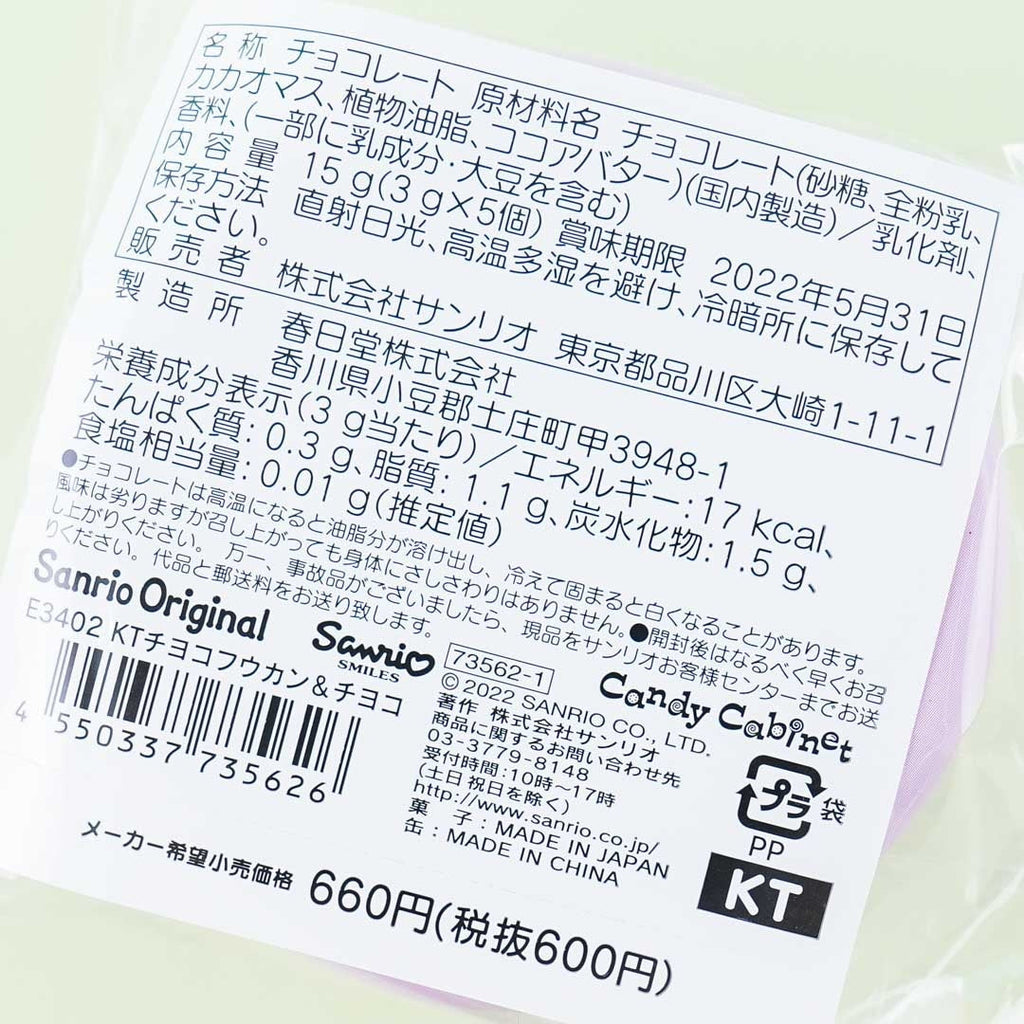 名称 チョコレート 原材料名 チョコレート(砂糖、全粉乳、
カカオマス、植物油脂、ココアバター)(国内製造)／乳化剤、
香料、(一部に乳成分・大豆を含む)
内容量 15g(3g×5個) 賞味期限 2022年5月31日
保存方法 直射日光、高温多湿を避け、冷暗所に保存して
ください。
販売者 株式会社サンリオ 東京都品川区大崎1-11-1
製造所 春日堂株式会社
香川県小豆郡土庄町甲3948-1
栄養成分表示(3g当たり)／エネルギー:17kcal、
たんぱく質:0.3g、脂質:1.1g、炭水化物:1.5g、
食塩相当量:0.01g(推定値)
●チョコレートは高温になると油脂分が溶け出し、冷えて固まると白くなることがあります。
風味は劣りますが召し上がっても身体にさしさわりはありません。●開封後はなるべく早くお召
し上がりください。万一、事故品がございましたら、現品をサンリオお客様センターまでお送
りください。代品と郵送料をお送り致します。
Sanrio Original
Sanrio
SMILES
Candy Cabinet
E3402 KTチヨコフウカン&チヨコ
4 550337 735626
73562-1
©2022 SANRIO CO., LTD.
著作 株式会社サンリオ
商品に関するお問い合わせ先
03-3779-8148
受付時間:10時～17時
(土日祝日を除く)
http://www.sanrio.co.jp/
菓子:MADE IN JAPAN
缶:MADE IN CHINA
プラ 袋
PP
KT
メーカー希望小売価格 660円(税抜600円)